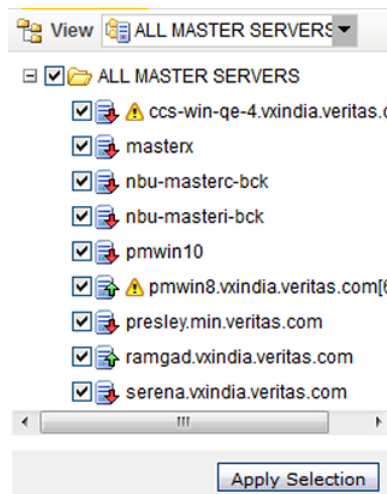 View ALL MASTER SERVERS
ALL MASTER SERVERS
ccs-win-qe-4.vxindia.veritas.
masterx
nbu-masterc-bck
nbu-masteri-bck
pmwin10
pmwin8.vxindia.veritas.com[6
presley.min.veritas.com
ramgad.vxindia.veritas.com
serena.vxindia.veritas.com
Apply Selection